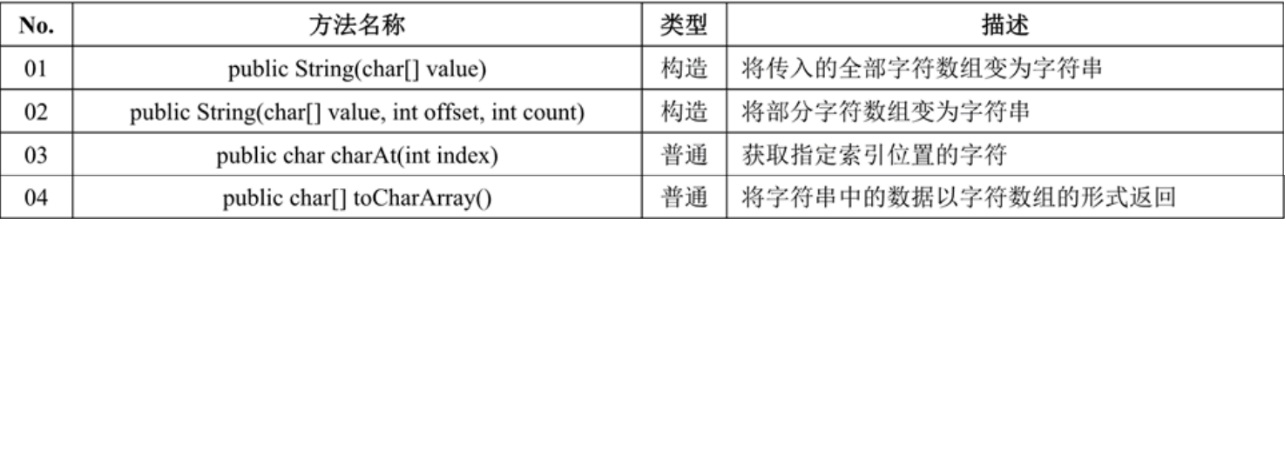 No. 方法名称 类型 描述
01 public String(char[] value) 构造 将传入的全部字符数组变为字符串
02 public String(char[] value, int offset, int count) 构造 将部分字符数组变为字符串
03 public char charAt(int index) 普通 获取指定索引位置的字符
04 public char[] toCharArray() 普通 将字符串中的数据以字符数组的形式返回